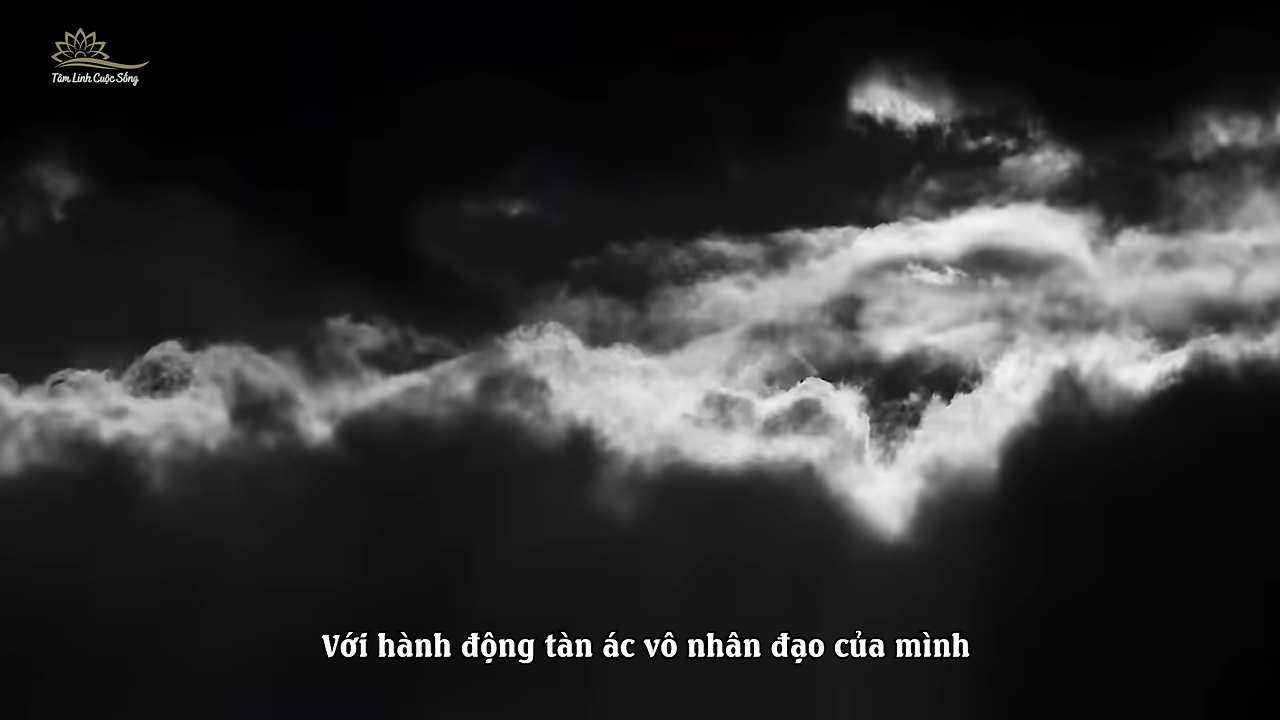 Tâm Linh Cuộc Sống
Với hành động tàn ác vô nhân đạo của mình